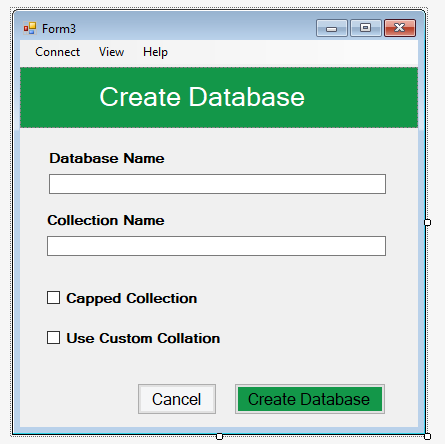 Form3
Connect View Help
Create Database
Database Name
Collection Name
Capped Collection
Use Custom Collation
Cancel Create Database